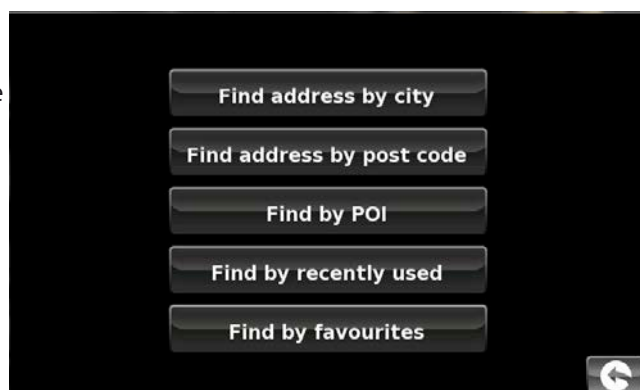 Find address by city
Find address by post code
Find by POI
Find by recently used
Find by favourites